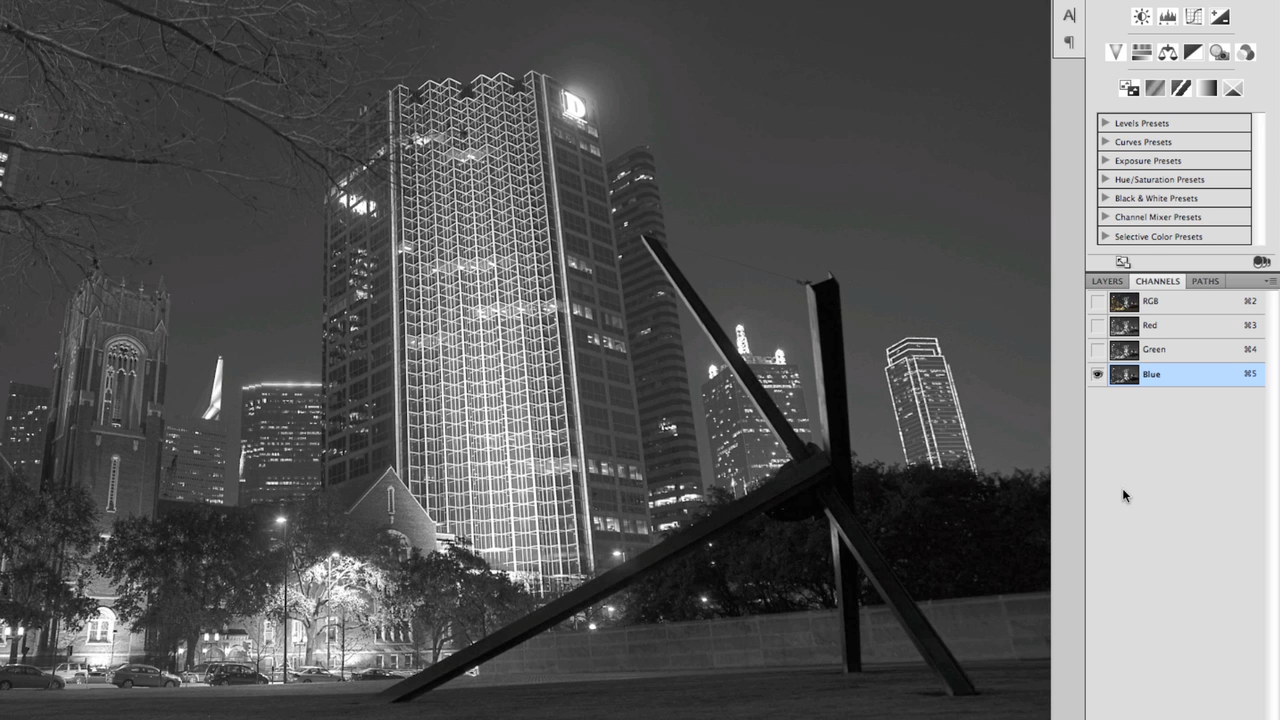 D
A
¶
Levels Presets
Curves Presets
Exposure Presets
Hue/Saturation Presets
Black & White Presets
Channel Mixer Presets
Selective Color Presets
LAYERS CHANNELS PATHS
RGB ⌘2
Red ⌘3
Green ⌘4
Blue ⌘5